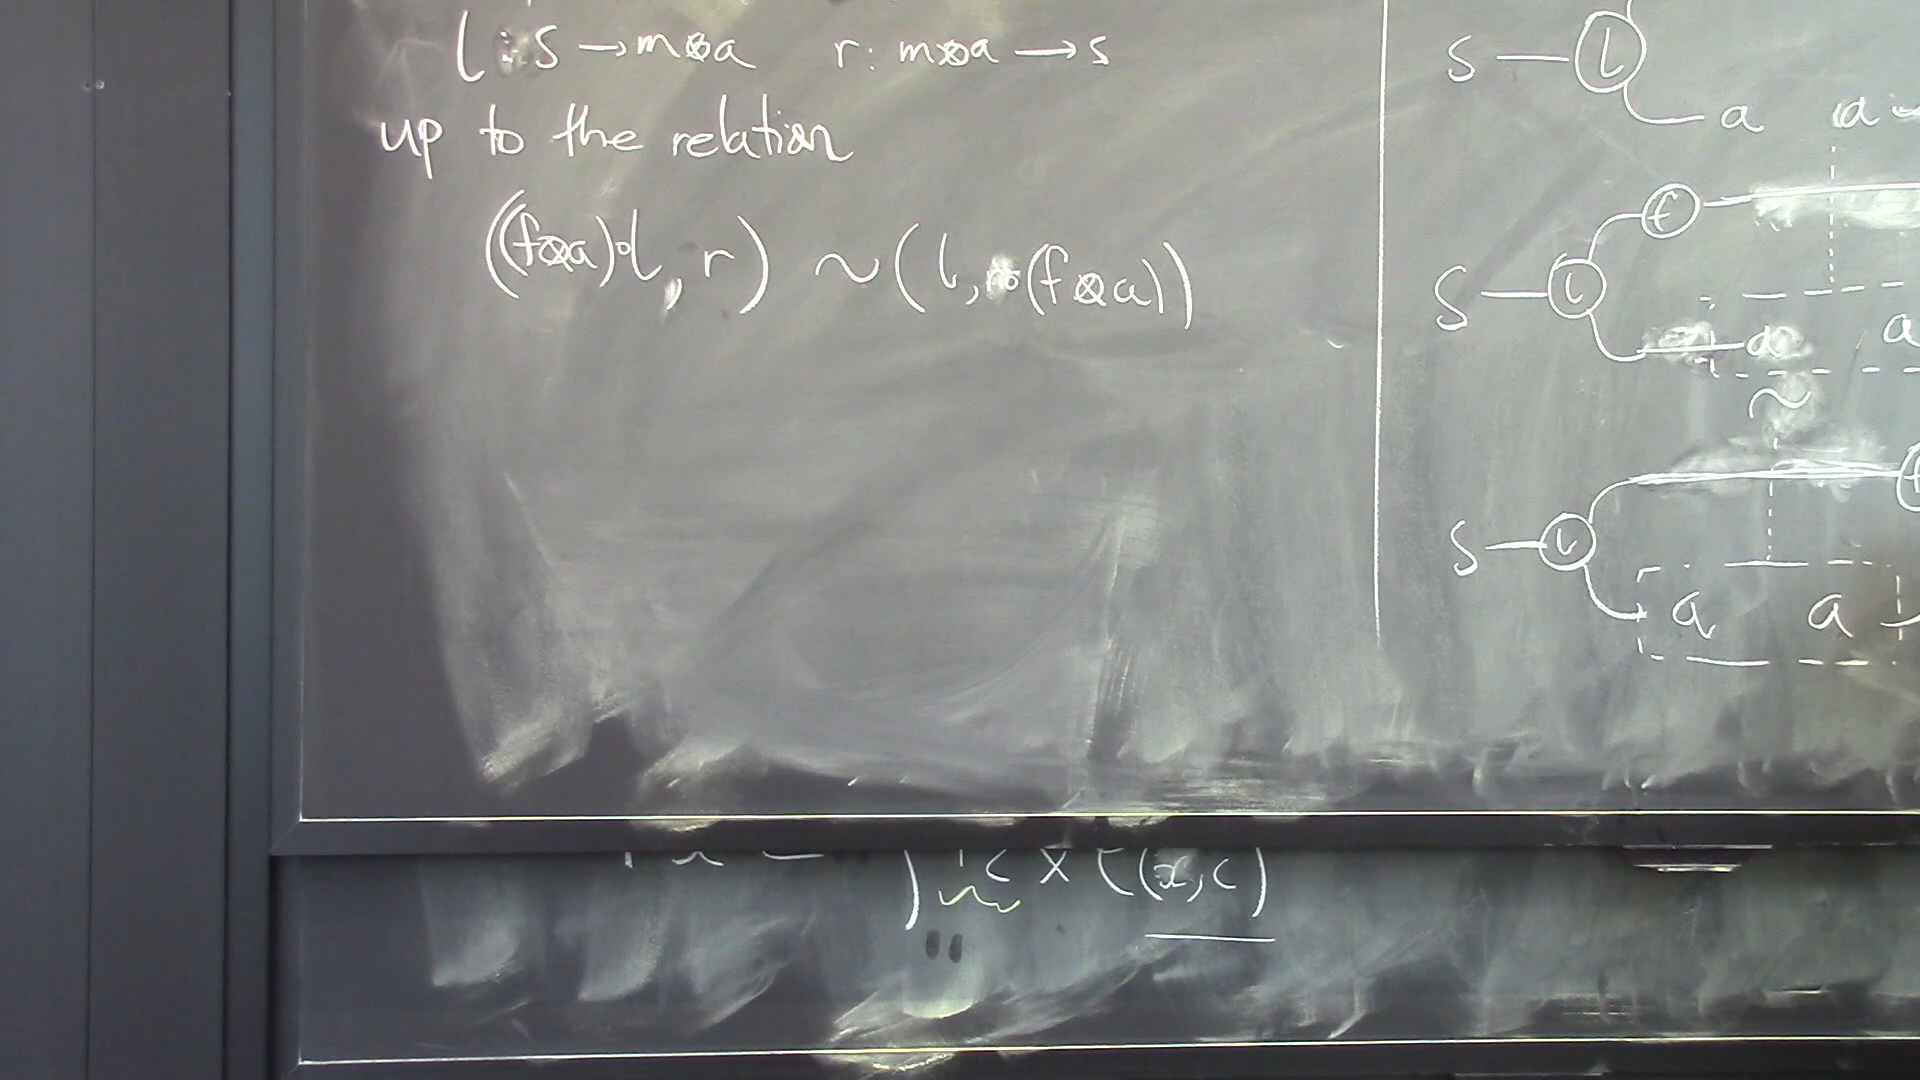 l : s → m⊗a r: m⊗a → s
up to the relation
((f⊗a)∘l, r) ~ (l, r∘(f⊗a))
s l
a a
f
s l
a a
~
s l
a a
× (x,c)